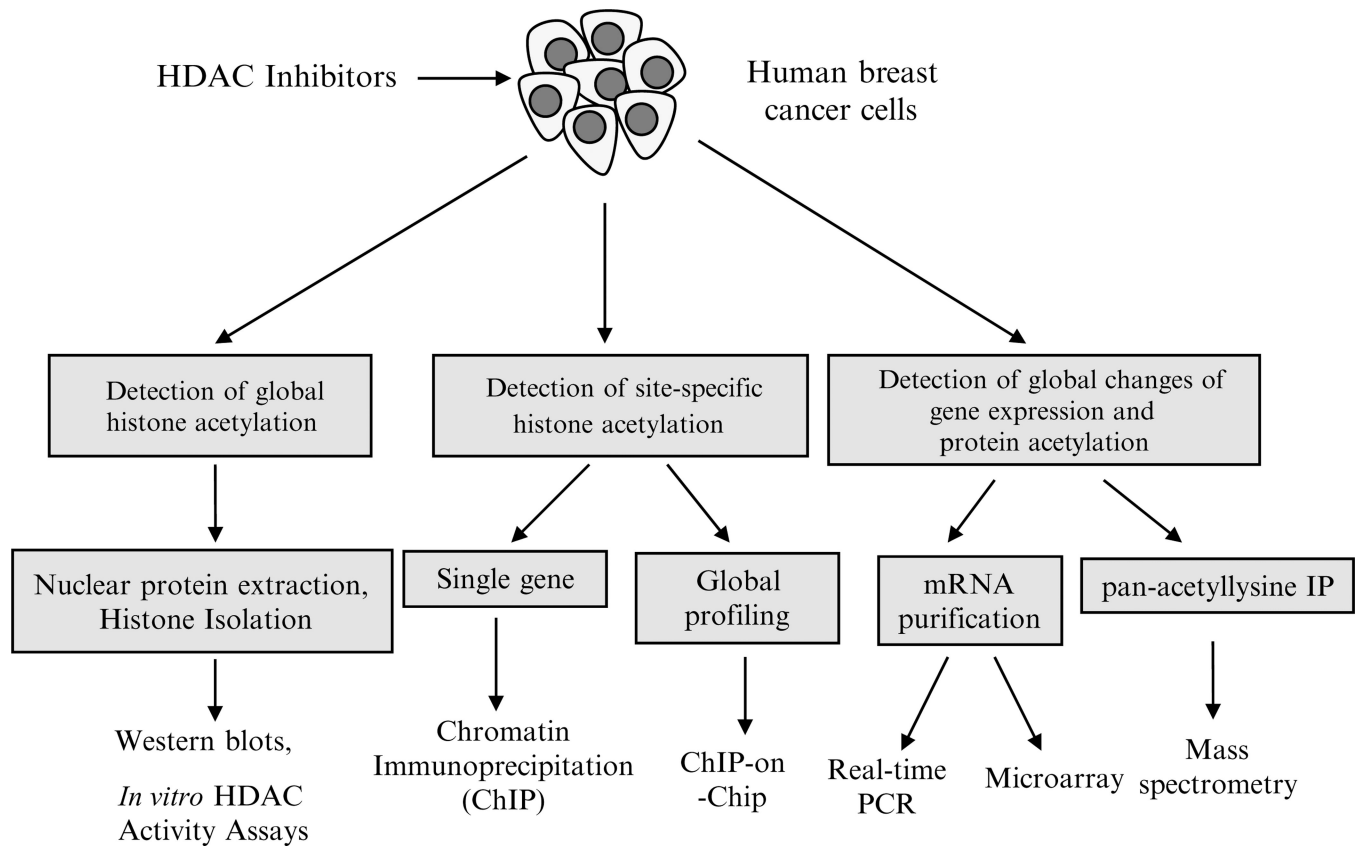 HDAC Inhibitors
Human breast
cancer cells
Detection of global
histone acetylation
Detection of site-specific
histone acetylation
Detection of global changes of
gene expression and
protein acetylation
Nuclear protein extraction,
Histone Isolation
Single gene
Global
profiling
mRNA
purification
pan-acetyllysine IP
Western blots,
In vitro HDAC
Activity Assays
Chromatin
Immunoprecipitation
(ChIP)
ChIP-on
-Chip
Real-time
PCR
Microarray
Mass
spectrometry